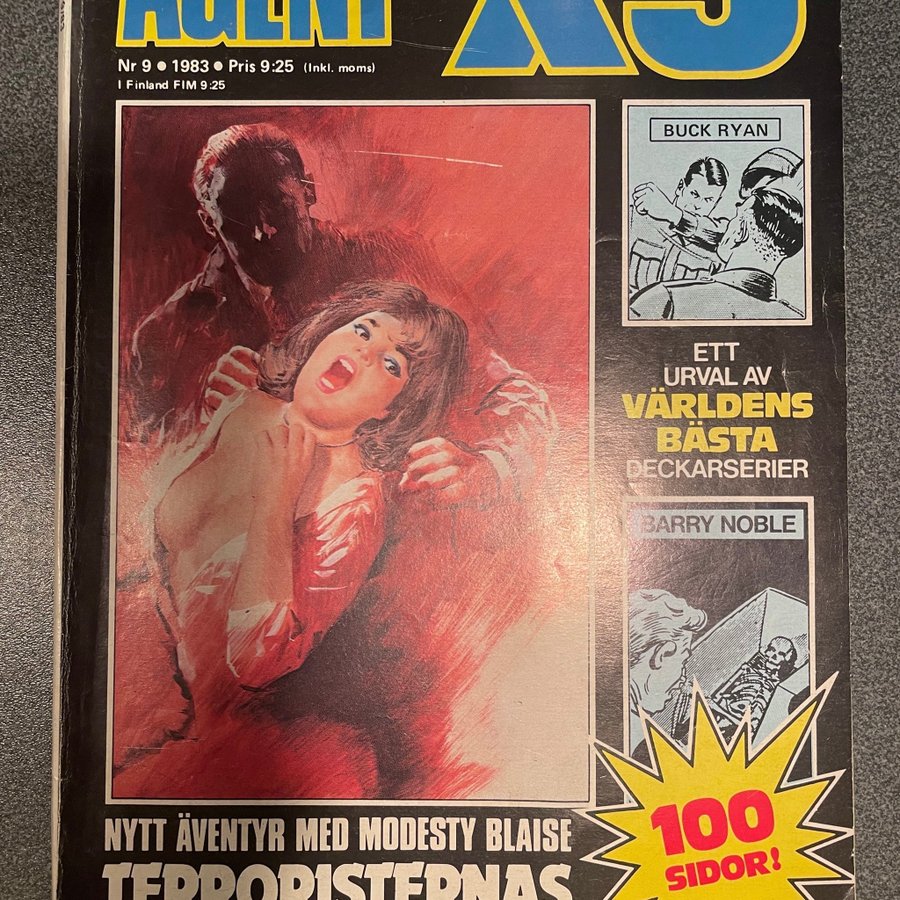 AGENT X9
Nr 9 • 1983 • Pris 9:25 (Inkl. moms)
I Finland FIM 9:25
BUCK RYAN
ETT
URVAL AV
VÄRLDENS
BÄSTA
DECKARSERIER
BARRY NOBLE
100
SIDOR!
NYTT ÄVENTYR MED MODESTY BLAISE
TERRORISTERNAS